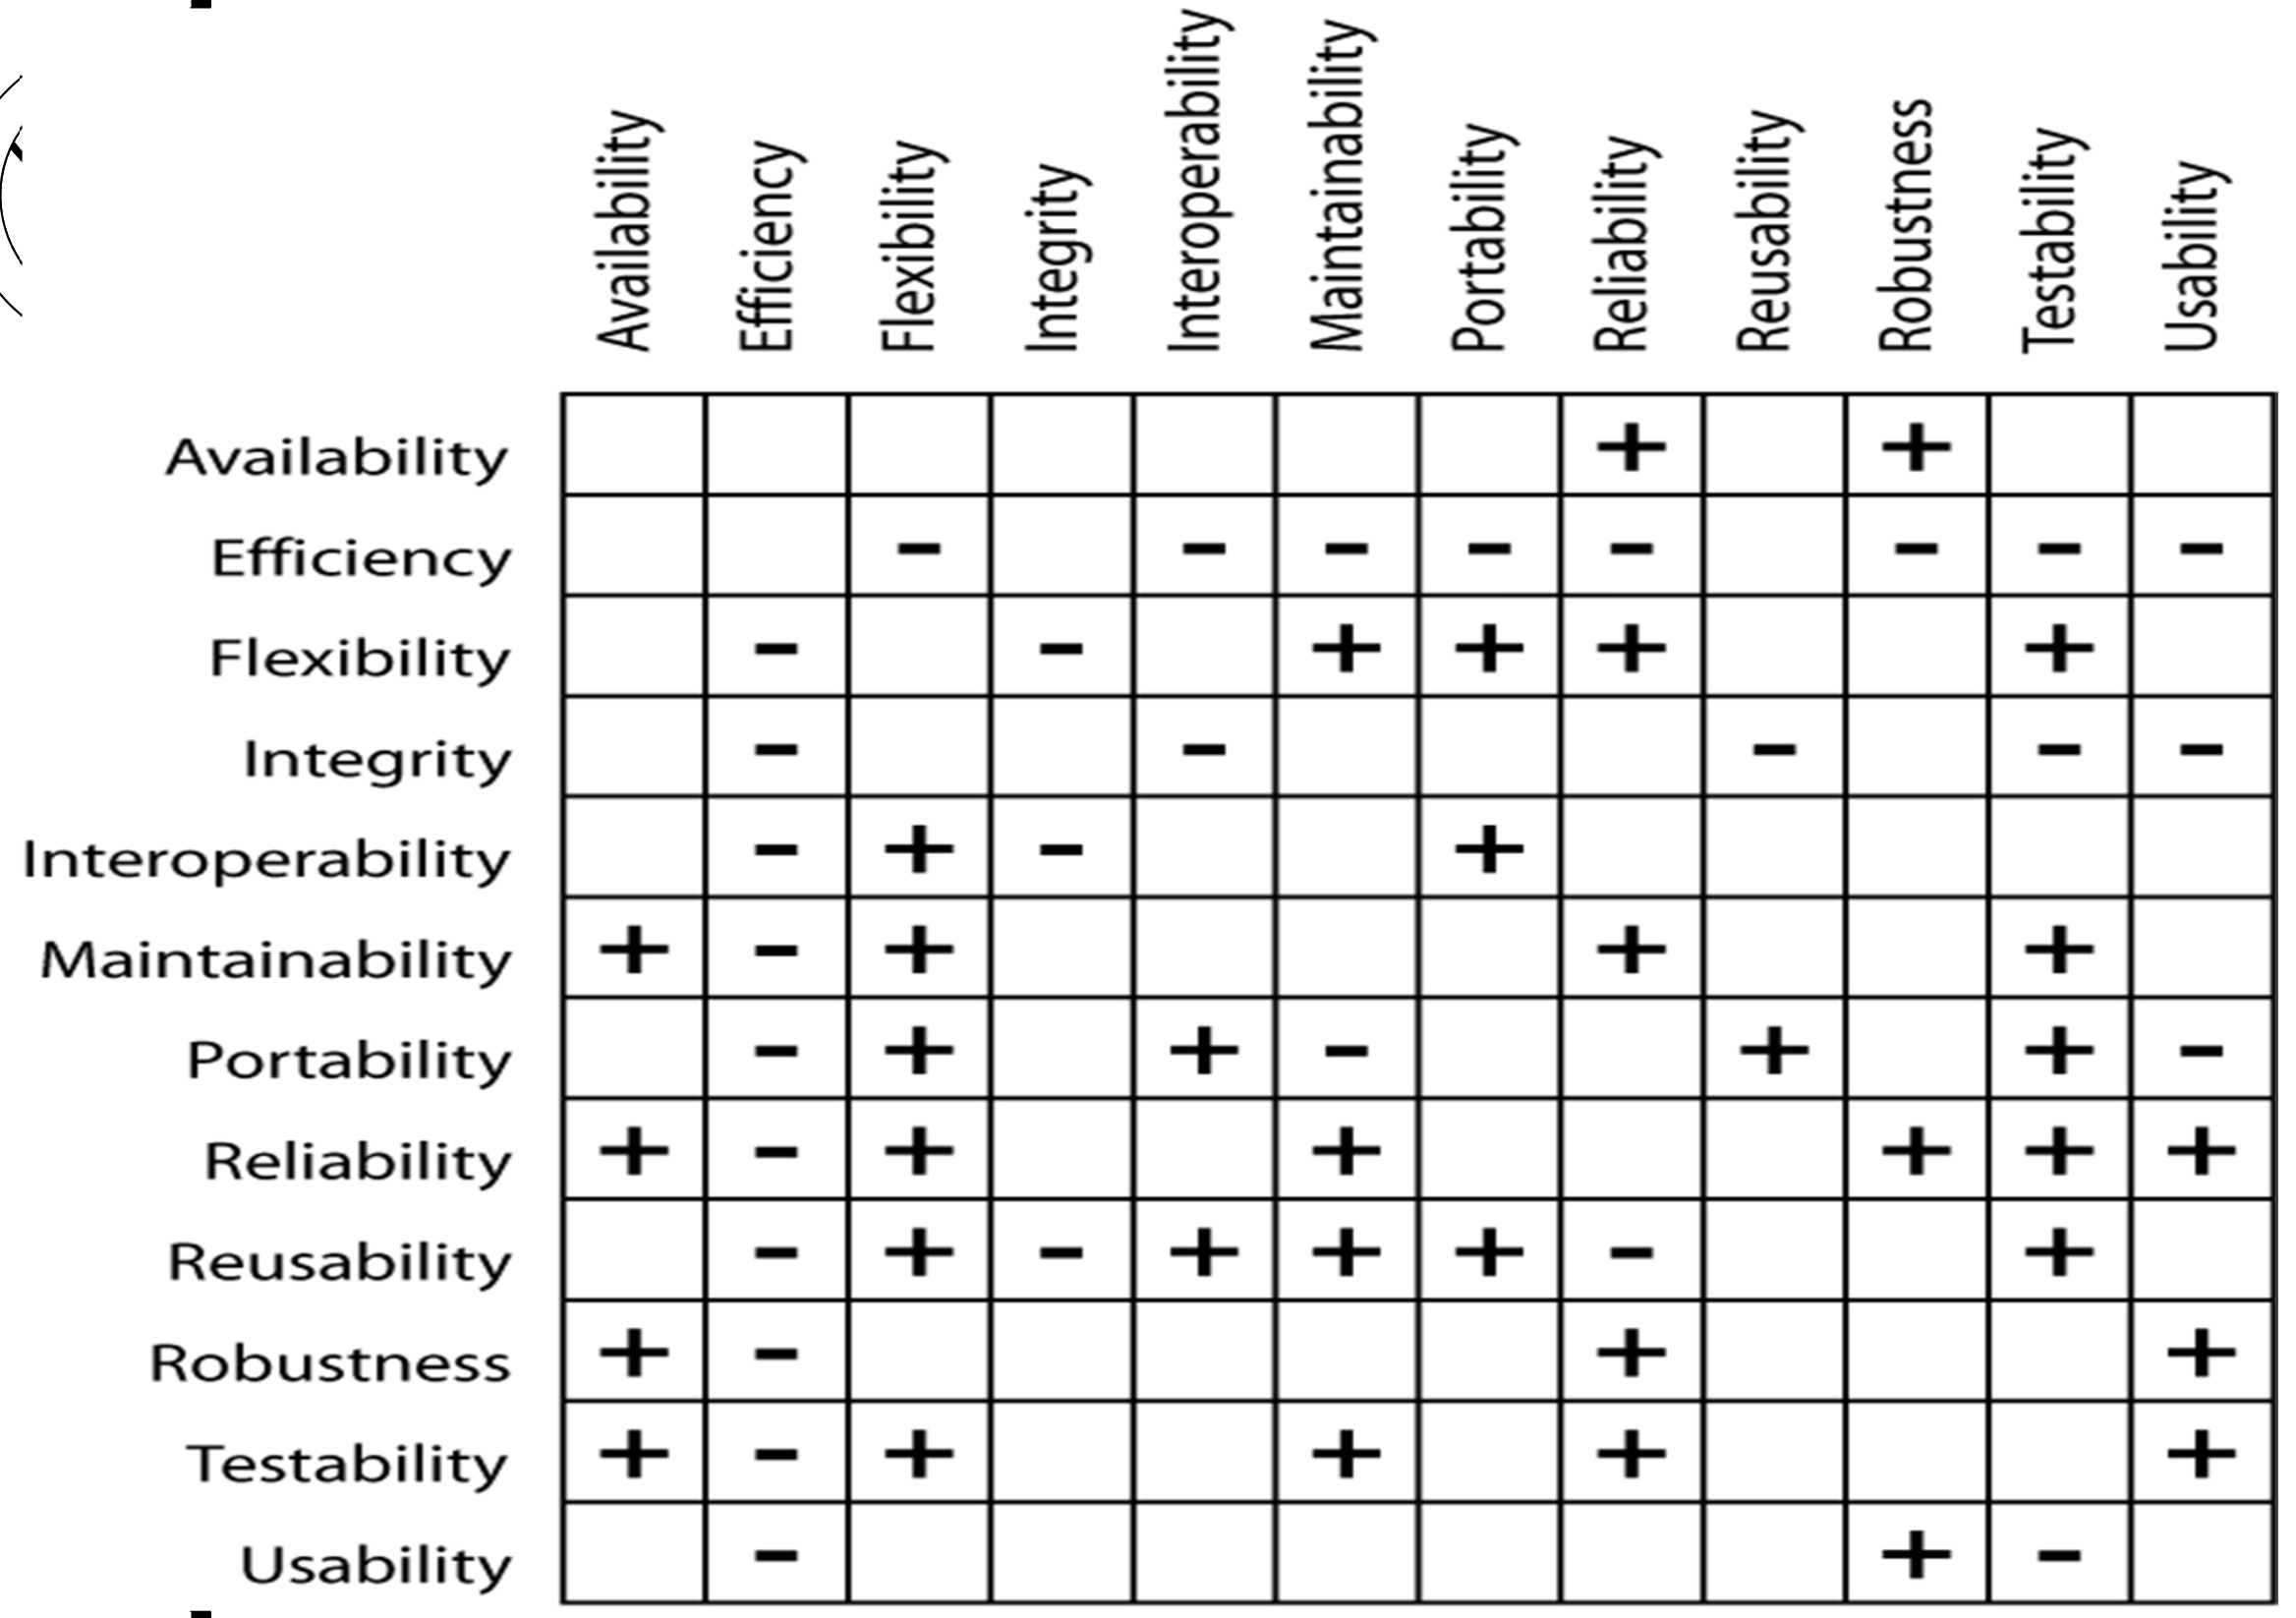 Availability
Efficiency
Flexibility
Integrity
Interoperability
Maintainability
Portability
Reliability
Reusability
Robustness
Testability
Usability
Availability + +
Efficiency − − − − − − − −
Flexibility − − + + + +
Integrity − − − − −
Interoperability − + − +
Maintainability + − + + +
Portability − + + − + + −
Reliability + − + + + + +
Reusability − + − + + + − +
Robustness + − + +
Testability + − + + + +
Usability − + −